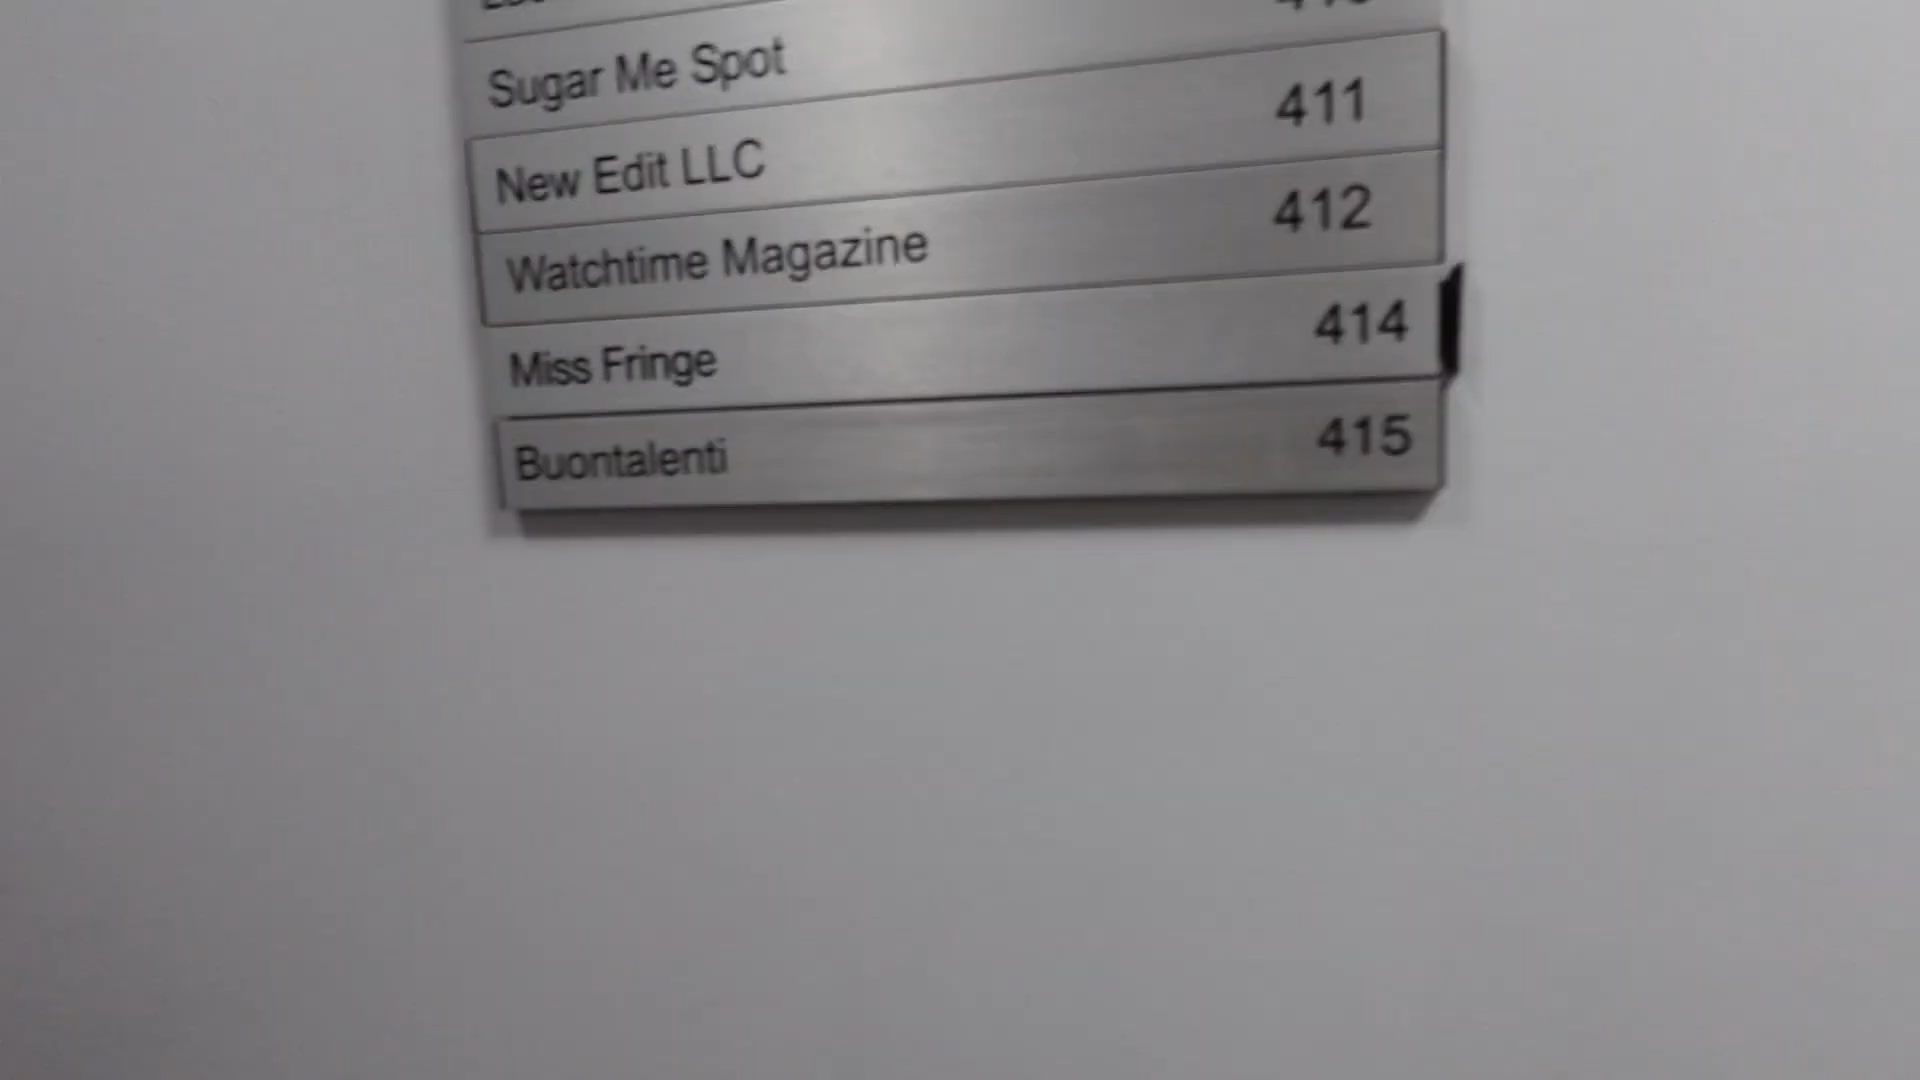 Sugar Me Spot
New Edit LLC 411
Watchtime Magazine 412
Miss Fringe 414
Buontalenti 415